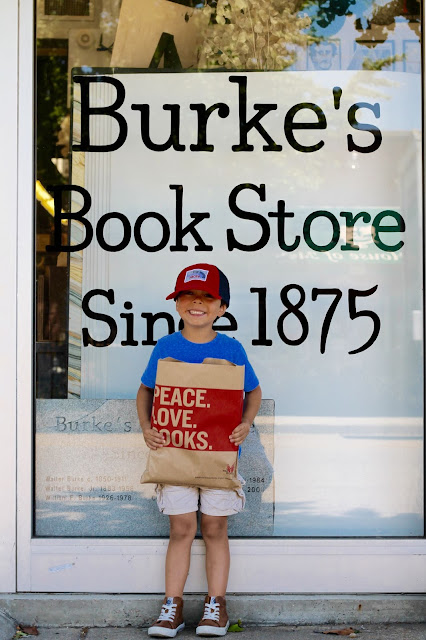 Burke's
Book Store
Since 1875
PEACE.
LOVE.
BOOKS.
Burke's